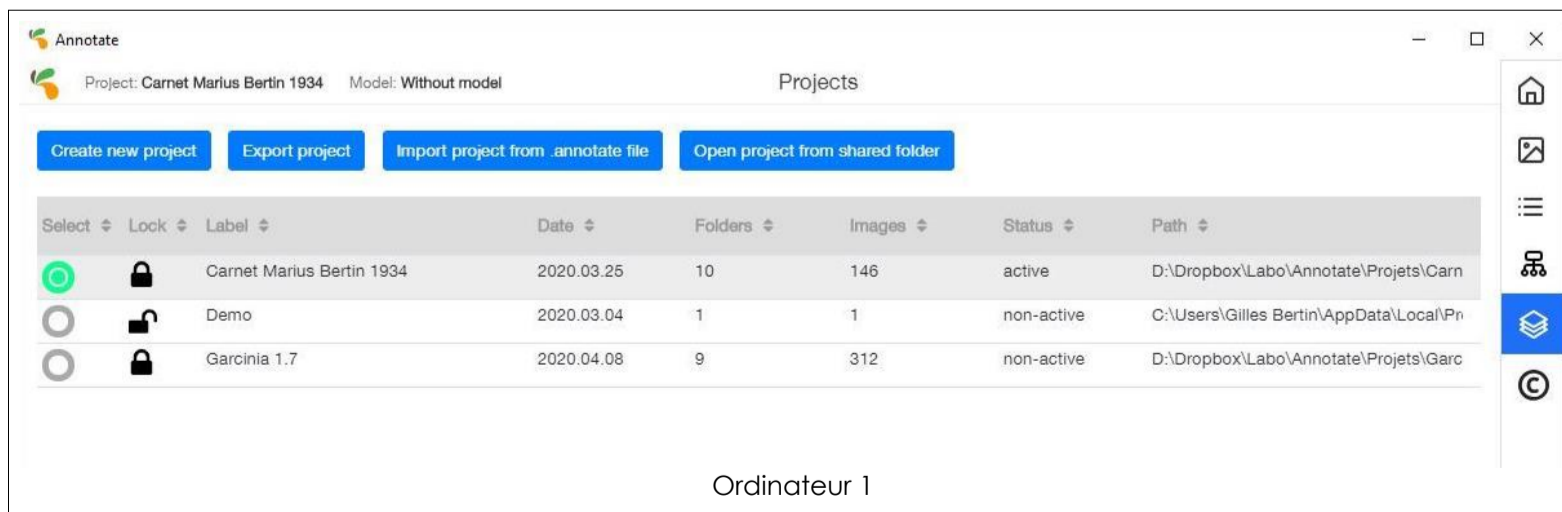 Annotate
Project: Carnet Marius Bertin 1934 Model: Without model Projects
Create new project Export project Import project from .annotate file Open project from shared folder
Select Lock Label Date Folders Images Status Path
Carnet Marius Bertin 1934 2020.03.25 10 146 active D:\Dropbox\Labo\Annotate\Projets\Carn
Demo 2020.03.04 1 1 non-active C:\Users\Gilles Bertin\AppData\Local\Pr
Garcinia 1.7 2020.04.08 9 312 non-active D:\Dropbox\Labo\Annotate\Projets\Garc
Ordinateur 1